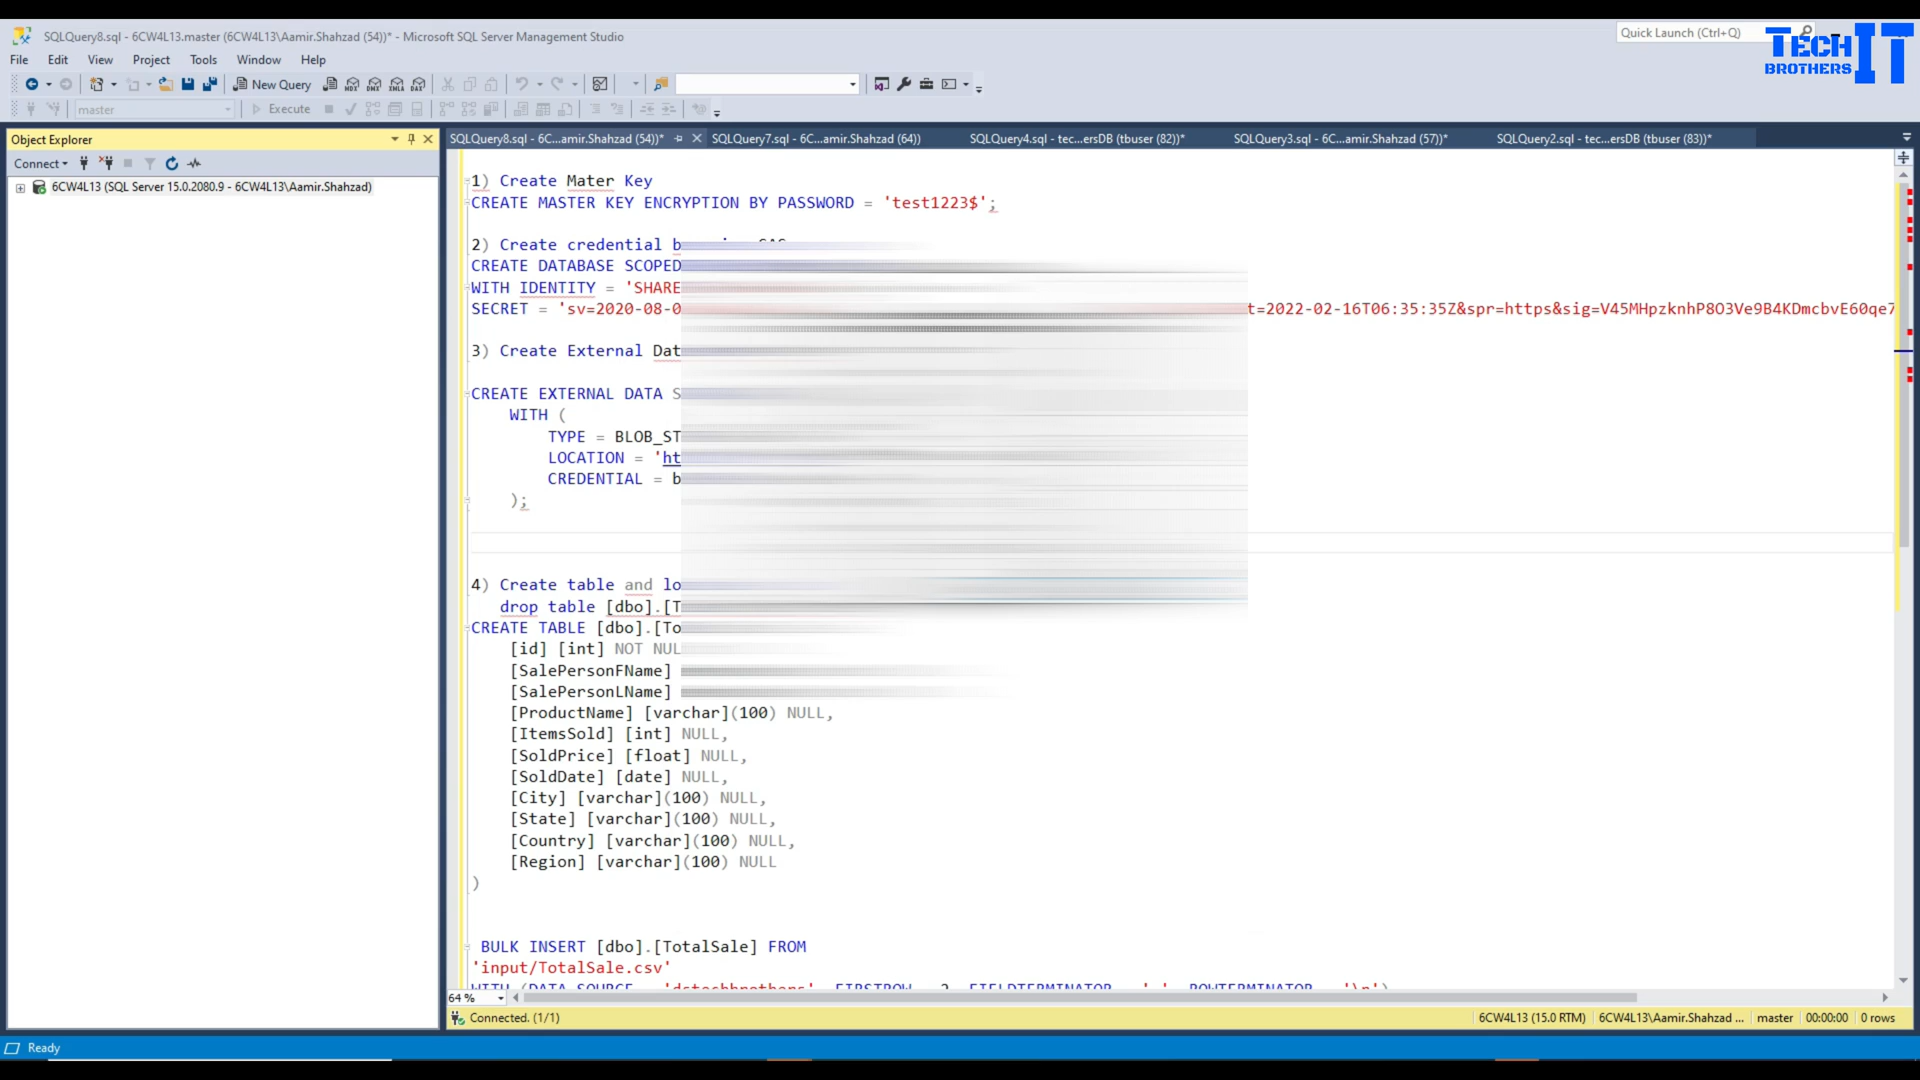 SQLQuery8.sql - 6CW4L13.master (6CW4L13\Aamir.Shahzad (54))* - Microsoft SQL Server Management Studio
Quick Launch (Ctrl+Q)
TECH IT
BROTHERS
File Edit View Project Tools Window Help
New Query
master Execute
Object Explorer
SQLQuery8.sql - 6C...amir.Shahzad (54))* SQLQuery7.sql - 6C...amir.Shahzad (64)) SQLQuery4.sql - tec...ersDB (tbuser (82))* SQLQuery3.sql - 6C...amir.Shahzad (57))* SQLQuery2.sql - tec...ersDB (tbuser (83))*
Connect
6CW4L13 (SQL Server 15.0.2080.9 - 6CW4L13\Aamir.Shahzad)
1) Create Mater Key
CREATE MASTER KEY ENCRYPTION BY PASSWORD = 'test1223$';
2) Create credential b
CREATE DATABASE SCOPED
WITH IDENTITY = 'SHARE
SECRET = 'sv=2020-08-0 t=2022-02-16T06:35:35Z&spr=https&sig=V45MHpzknhP8O3Ve9B4KDmcbvE60qe7
3) Create External Dat
CREATE EXTERNAL DATA S
WITH (
TYPE = BLOB_ST
LOCATION = 'ht
CREDENTIAL = b
);
4) Create table and lo
drop table [dbo].[T
CREATE TABLE [dbo].[To
[id] [int] NOT NUL
[SalePersonFName]
[SalePersonLName]
[ProductName] [varchar](100) NULL,
[ItemsSold] [int] NULL,
[SoldPrice] [float] NULL,
[SoldDate] [date] NULL,
[City] [varchar](100) NULL,
[State] [varchar](100) NULL,
[Country] [varchar](100) NULL,
[Region] [varchar](100) NULL
)
BULK INSERT [dbo].[TotalSale] FROM
'input/TotalSale.csv'
WITH (DATA_SOURCE = 'dstechbrothers', FIRSTROW = 2, FIELDTERMINATOR = ',', ROWTERMINATOR = '\n')
64 %
Connected. (1/1) 6CW4L13 (15.0 RTM) 6CW4L13\Aamir.Shahzad ... master 00:00:00 0 rows
Ready